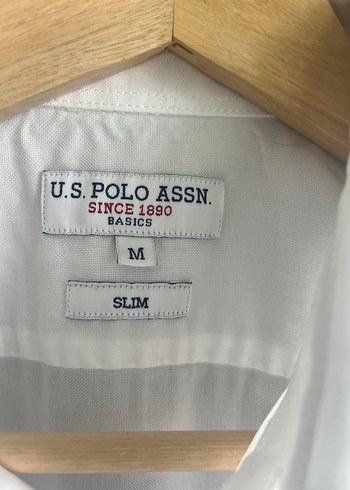 U.S. POLO ASSN.
SINCE 1890
BASICS
M
SLIM